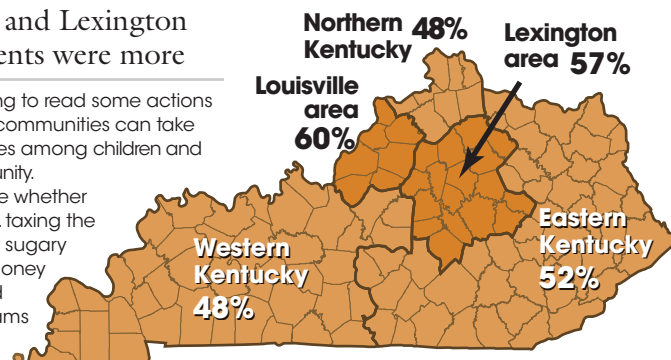 and Lexington
ents were more
ng to read some actions
communities can take
es among children and
unity.
e whether
. taxing the
sugary
oney
d
ams
Northern
Kentucky 48%
Lexington
area 57%
Louisville
area
60%
Western
Kentucky
48%
Eastern
Kentucky
52%